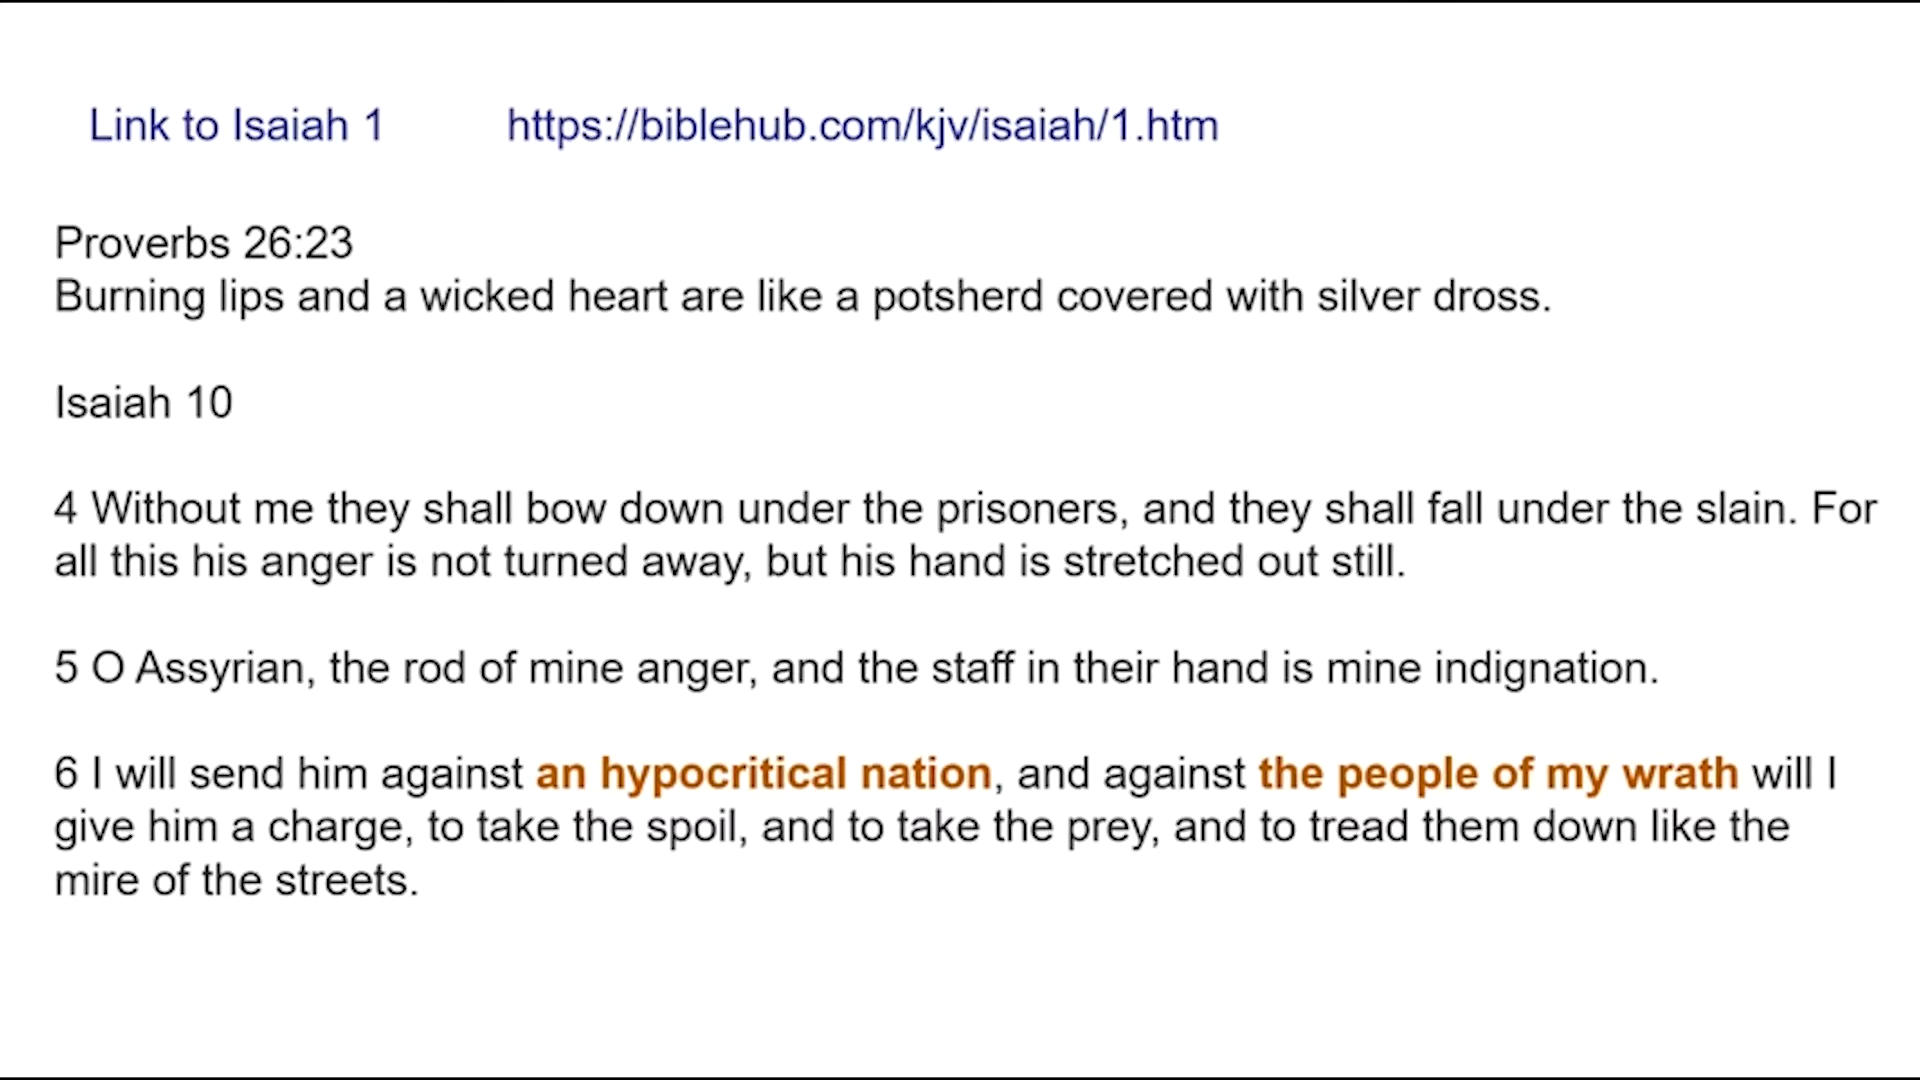 Link to Isaiah 1 https://biblehub.com/kjv/isaiah/1.htm
Proverbs 26:23
Burning lips and a wicked heart are like a potsherd covered with silver dross.
Isaiah 10
4 Without me they shall bow down under the prisoners, and they shall fall under the slain. For
all this his anger is not turned away, but his hand is stretched out still.
5 O Assyrian, the rod of mine anger, and the staff in their hand is mine indignation.
6 I will send him against an hypocritical nation, and against the people of my wrath will I
give him a charge, to take the spoil, and to take the prey, and to tread them down like the
mire of the streets.